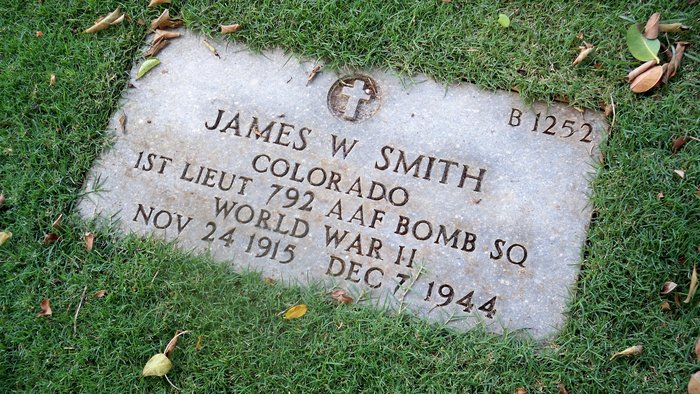 B 1252
JAMES W SMITH
COLORADO
1ST LIEUT 792 AAF BOMB SQ
WORLD WAR II
NOV 24 1915 DEC 7 1944